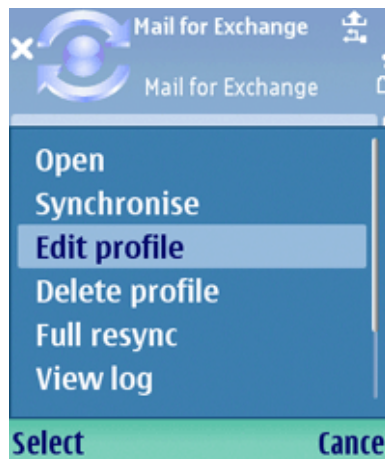 Mail for Exchange
Mail for Exchange
Open
Synchronise
Edit profile
Delete profile
Full resync
View log
Select Cance